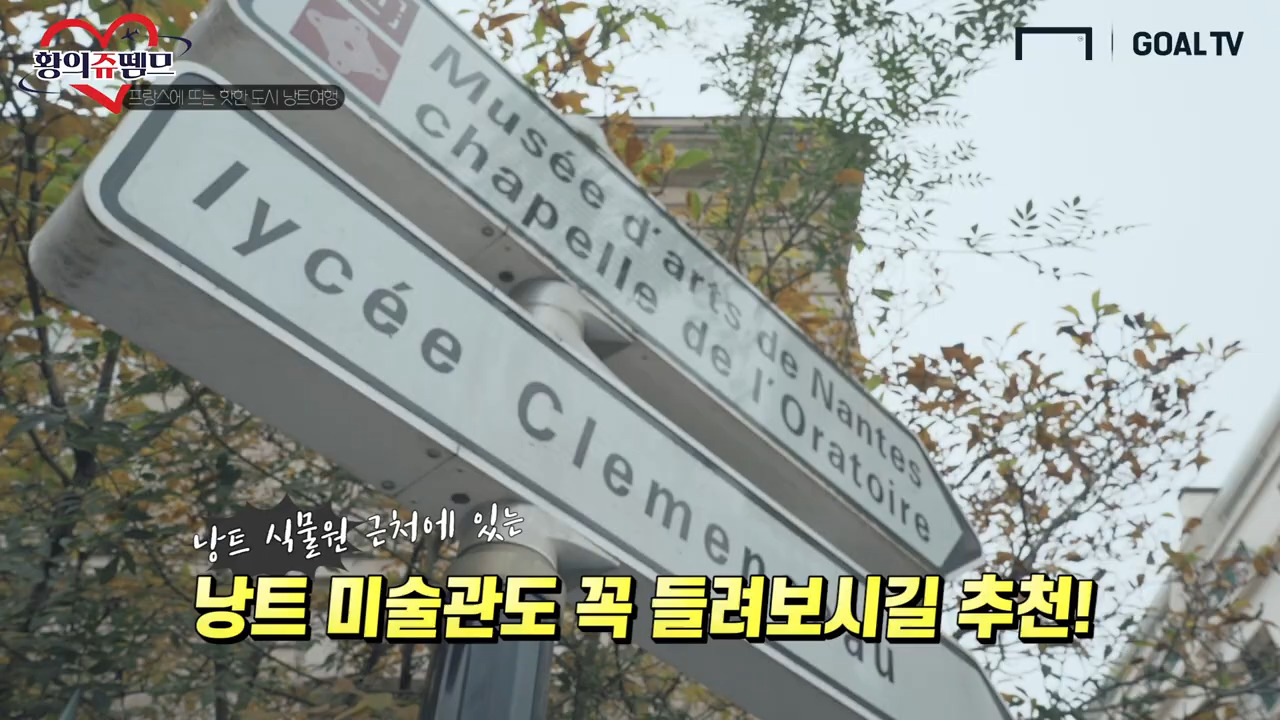 황의쥬뗌므
프랑스에 뜨는 핫한 도시 낭트여행
GOAL TV
Musée d'arts de Nantes
chapelle de l'Oratoire
lycée Clemenceau
낭트 식물원 근처에 있는
낭트 미술관도 꼭 들려보시길 추천!